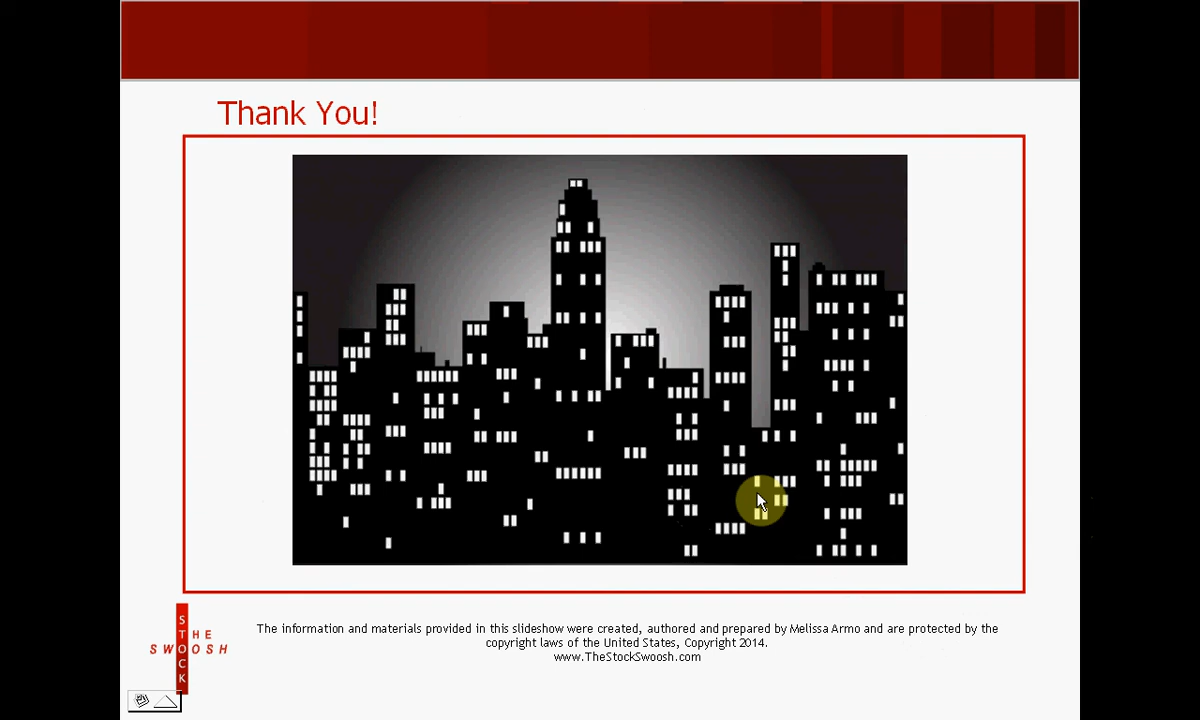 Thank You!
THE
STOCK
SWOOSH
The information and materials provided in this slideshow were created, authored and prepared by Melissa Armo and are protected by the
copyright laws of the United States, Copyright 2014.
www.TheStockSwoosh.com